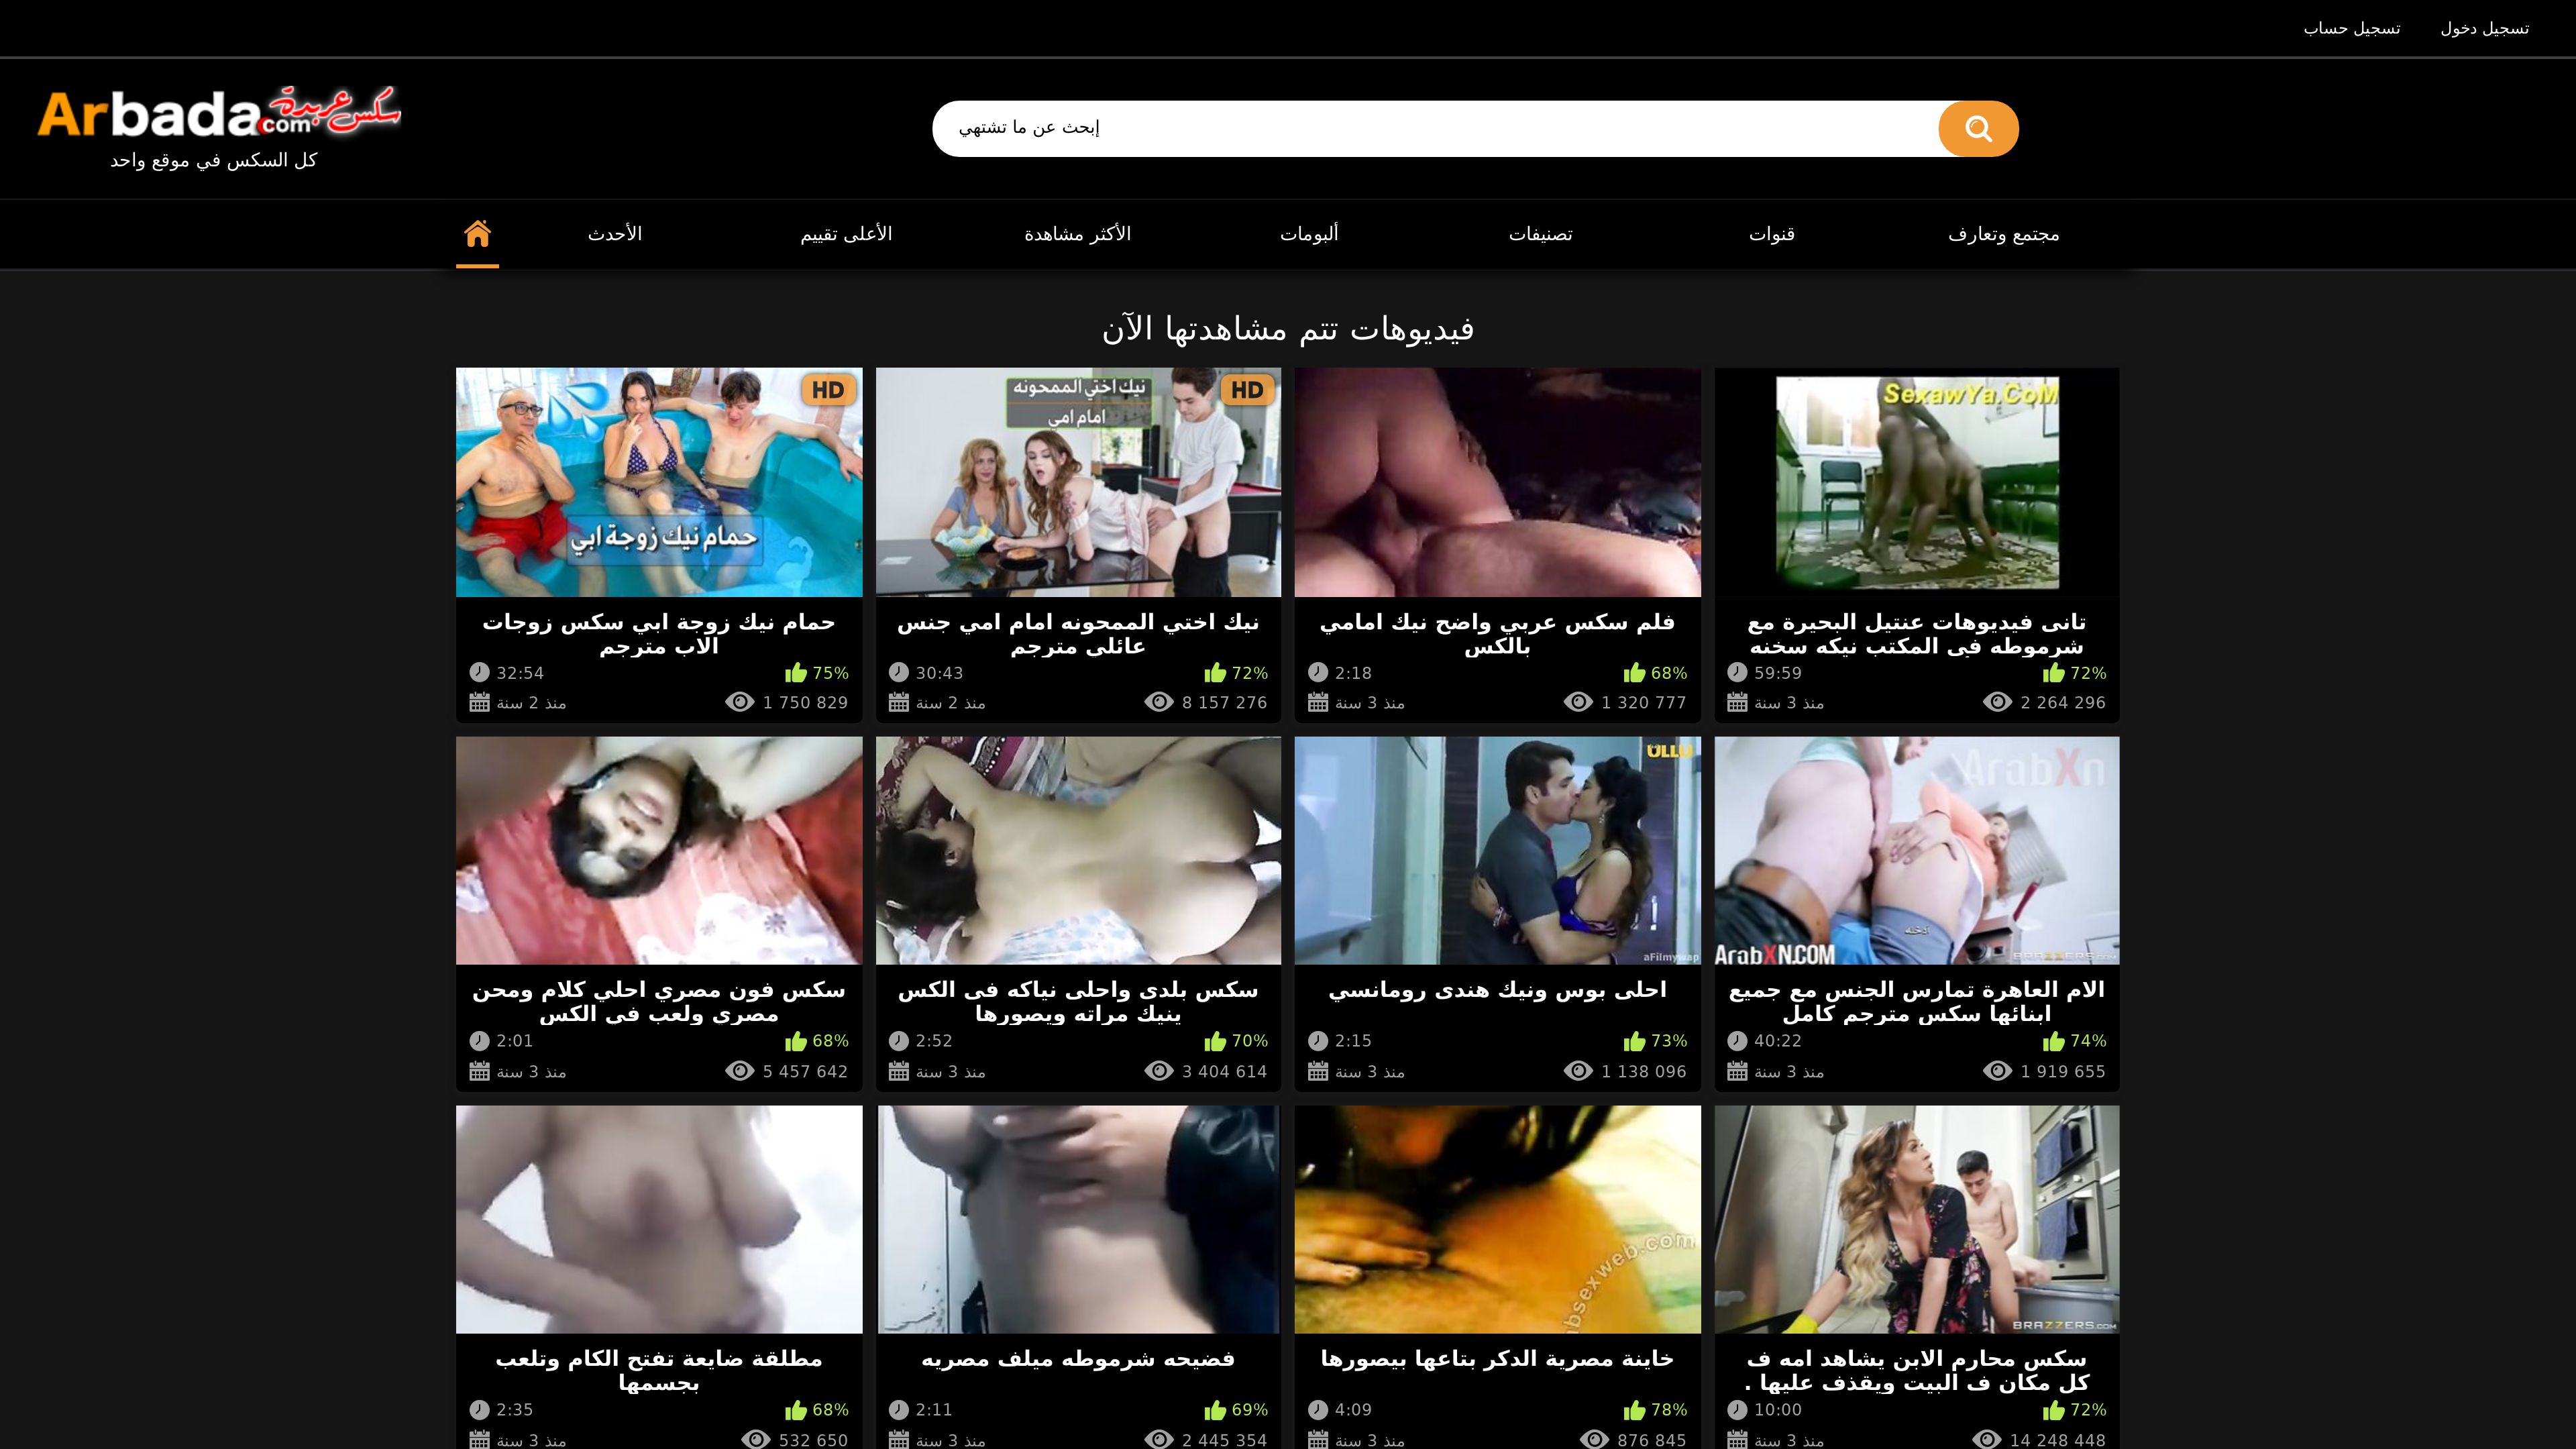 تسجيل دخول
تسجيل حساب
Arbada.com سكس عربدة
كل السكس في موقع واحد
إبحث عن ما تشتهي
الأحدث
الأعلى تقييم
الأكثر مشاهدة
ألبومات
تصنيفات
قنوات
مجتمع وتعارف
فيديوهات تتم مشاهدتها الآن
HD
حمام نيك زوجة ابي
حمام نيك زوجة ابي سكس زوجات
الاب مترجم
32:54
75%
منذ 2 سنة
1 750 829
نيك اختي الممحونه
امام امي
HD
نيك اختي الممحونه امام امي جنس
عائلي مترجم
30:43
72%
منذ 2 سنة
8 157 276
فلم سكس عربي واضح نيك امامي
بالكس
2:18
68%
منذ 3 سنة
1 320 777
SexawYa.CoM
تانى فيديوهات عنتيل البحيرة مع
شرموطه فى المكتب نيكه سخنه
59:59
72%
منذ 3 سنة
2 264 296
سكس فون مصري احلي كلام ومحن
مصري ولعب في الكس
2:01
68%
منذ 3 سنة
5 457 642
سكس بلدى واحلى نياكه فى الكس
ينيك مراته ويصورها
2:52
70%
منذ 3 سنة
3 404 614
ULLU
aFilmywap
احلى بوس ونيك هندى رومانسي
2:15
73%
منذ 3 سنة
1 138 096
ArabXn
ادخله
ArabXN.COM
BRAZZERS.COM
الام العاهرة تمارس الجنس مع جميع
ابنائها سكس مترجم كامل
40:22
74%
منذ 3 سنة
1 919 655
مطلقة ضايعة تفتح الكام وتلعب
بجسمها
2:35
68%
منذ 3 سنة
532 650
فضيحه شرموطه ميلف مصريه
2:11
69%
منذ 3 سنة
2 445 354
bsexweb.com
خاينة مصرية الدكر بتاعها بيصورها
4:09
78%
منذ 3 سنة
876 845
BRAZZERS.COM
سكس محارم الابن يشاهد امه ف
كل مكان ف البيت ويقذف عليها .
10:00
72%
منذ 3 سنة
14 248 448